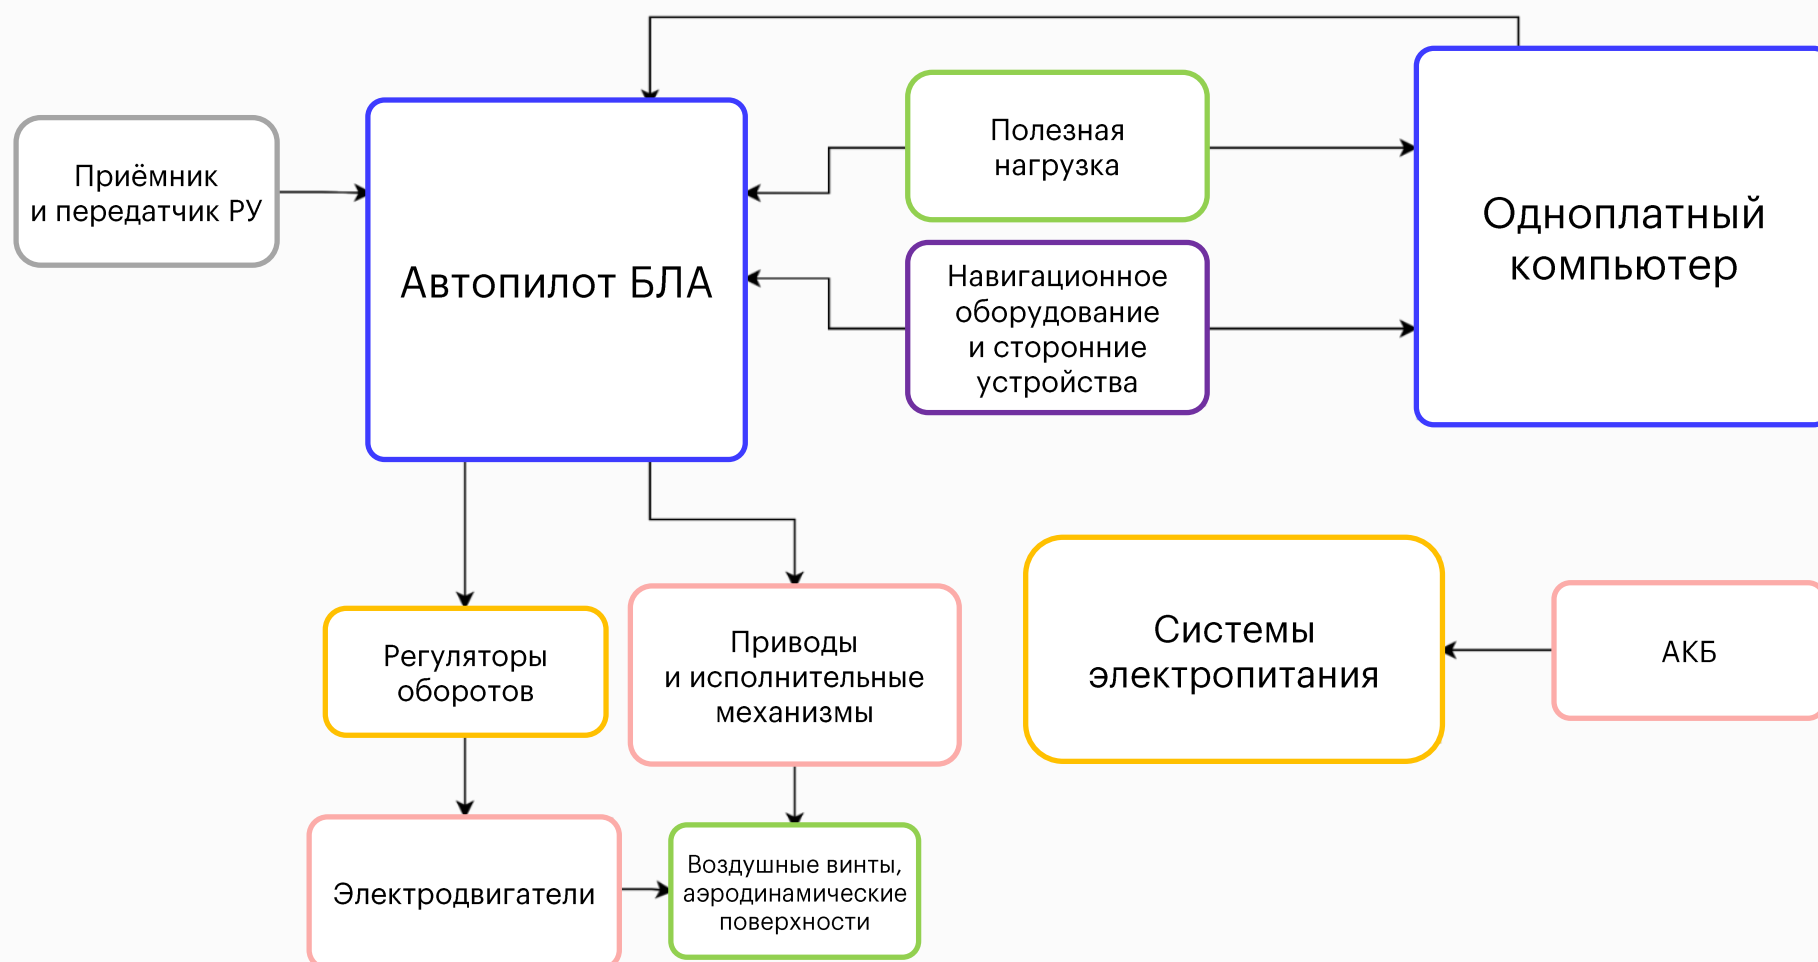 Приёмник
и передатчик РУ
Автопилот БЛА
Полезная
нагрузка
Навигационное
оборудование
и сторонние
устройства
Одноплатный
компьютер
Регуляторы
оборотов
Приводы
и исполнительные
механизмы
Системы
электропитания
АКБ
Электродвигатели
Воздушные винты,
аэродинамические
поверхности